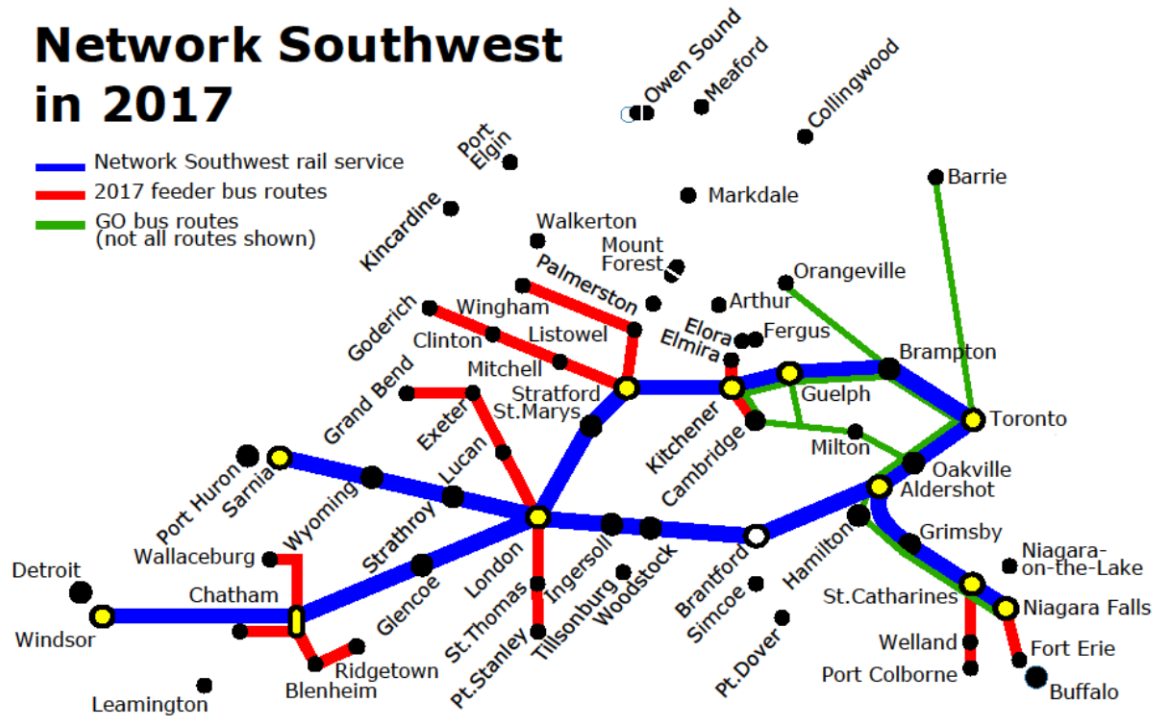 Network Southwest
in 2017
Network Southwest rail service
2017 feeder bus routes
GO bus routes
(not all routes shown)
Owen Sound
Meaford
Collingwood
Port
Elgin
Barrie
Markdale
Kincardine
Walkerton
Mount
Forest
Orangeville
Palmerston
Goderich
Wingham
Arthur
Clinton
Listowel
Elora
Fergus
Elmira
Brampton
Mitchell
Grand Bend
Stratford
Guelph
St.Marys
Exeter
Toronto
Kitchener
Cambridge
Milton
Lucan
Oakville
Port Huron
Sarnia
Aldershot
Wyoming
Strathroy
Hamilton
Grimsby
Wallaceburg
London
Ingersoll
Woodstock
Brantford
Niagara-
on-the-Lake
Detroit
Chatham
Glencoe
St.Thomas
Tillsonburg
Simcoe
St.Catharines
Niagara Falls
Windsor
Pt.Stanley
Pt.Dover
Welland
Fort Erie
Ridgetown
Blenheim
Port Colborne
Buffalo
Leamington